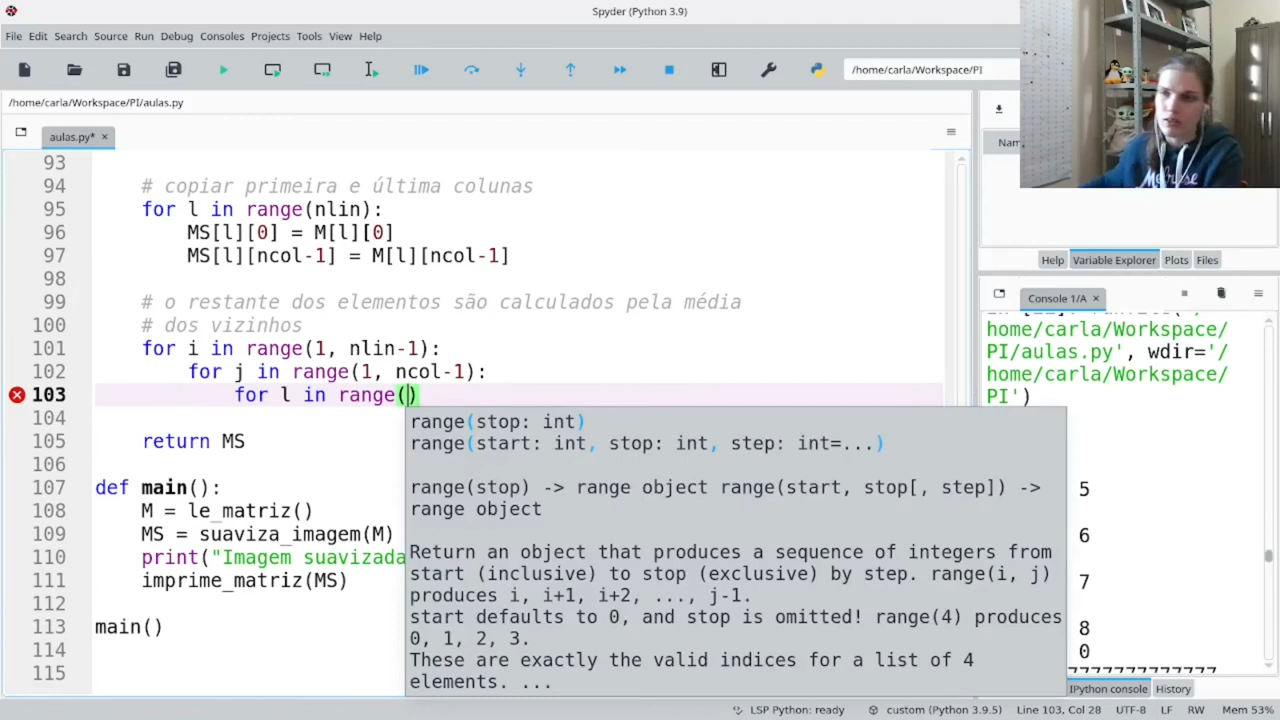 Spyder (Python 3.9)
File Edit Search Source Run Debug Consoles Projects Tools View Help
/home/carla/Workspace/PI
/home/carla/Workspace/PI/aulas.py
aulas.py* ×
93
94 # copiar primeira e última colunas
95 for l in range(nlin):
96 MS[l][0] = M[l][0]
97 MS[l][ncol-1] = M[l][ncol-1]
98
99 # o restante dos elementos são calculados pela média
100 # dos vizinhos
101 for i in range(1, nlin-1):
102 for j in range(1, ncol-1):
103 for l in range()
104
105 return MS
106
107 def main():
108 M = le_matriz()
109 MS = suaviza_imagem(M)
110 print("Imagem suavizada
111 imprime_matriz(MS)
112
113 main()
114
115
range(stop: int)
range(start: int, stop: int, step: int=...)
range(stop) -> range object range(start, stop[, step]) ->
range object
Return an object that produces a sequence of integers from
start (inclusive) to stop (exclusive) by step. range(i, j)
produces i, i+1, i+2, ..., j-1.
start defaults to 0, and stop is omitted! range(4) produces
0, 1, 2, 3.
These are exactly the valid indices for a list of 4
elements. ...
Nam
Help Variable Explorer Plots Files
Console 1/A ×
home/carla/Workspace/
PI/aulas.py', wdir='/
home/carla/Workspace/
PI')
5
6
7
8
0
IPython console History
LSP Python: ready custom (Python 3.9.5) Line 103, Col 28 UTF-8 LF RW Mem 53%